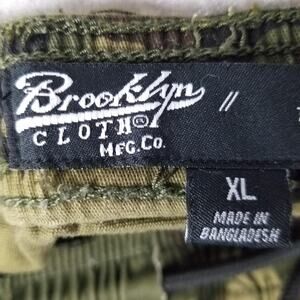 Brooklyn
CLOTH®
MFG.CO.
XL
MADE IN
BANGLADESH